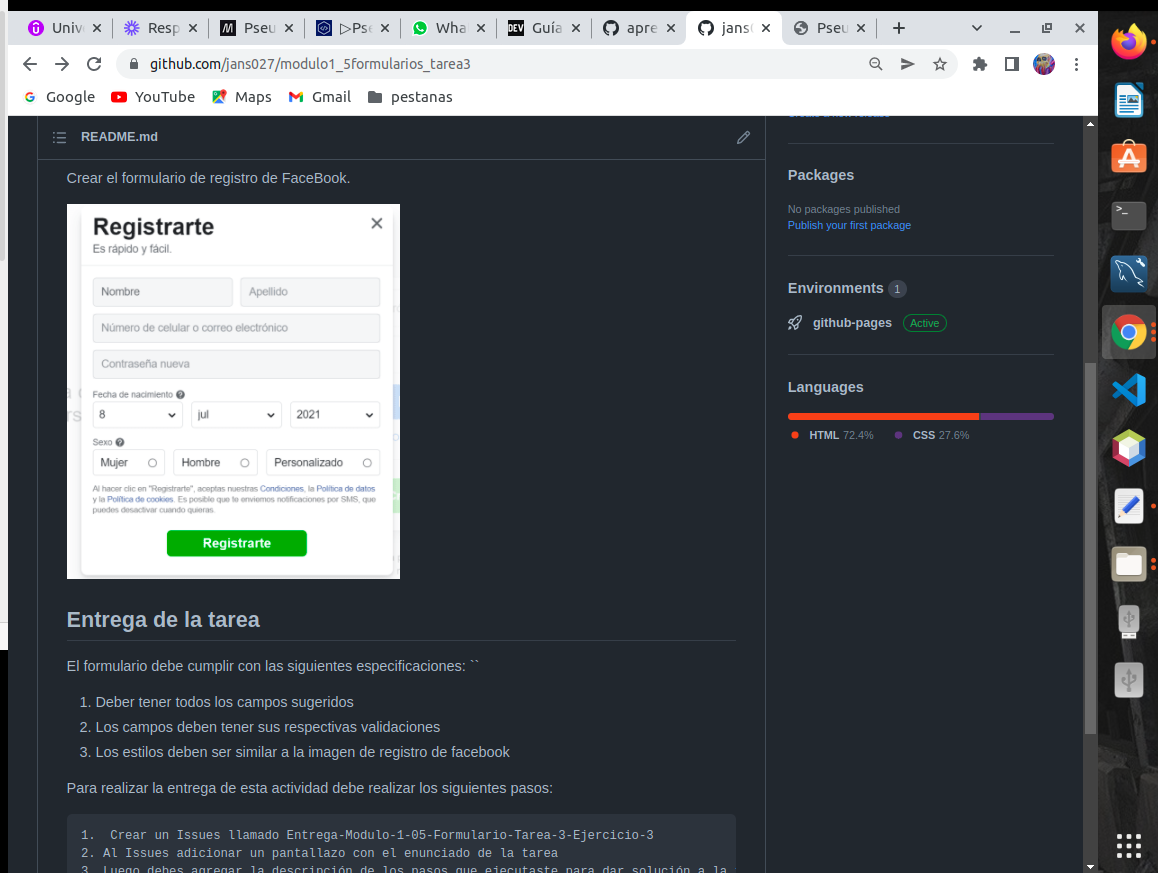 Univ
Resp
Pseu
▷Pse
Wha
DEV
Guía
apre
jans(
Pseu
github.com/jans027/modulo1_5formularios_tarea3
Google
YouTube
Maps
Gmail
pestanas
README.md
Crear el formulario de registro de FaceBook.
Registrarte
Es rápido y fácil.
Nombre
Apellido
Número de celular o correo electrónico
Contraseña nueva
Fecha de nacimiento
8
jul
2021
Sexo
Mujer
Hombre
Personalizado
Al hacer clic en "Registrarte", aceptas nuestras Condiciones, la Política de datos
y la Política de cookies. Es posible que te enviemos notificaciones por SMS, que
puedes desactivar cuando quieras.
Registrarte
Entrega de la tarea
El formulario debe cumplir con las siguientes especificaciones: ``
1. Deber tener todos los campos sugeridos
2. Los campos deben tener sus respectivas validaciones
3. Los estilos deben ser similar a la imagen de registro de facebook
Para realizar la entrega de esta actividad debe realizar los siguientes pasos:
1.  Crear un Issues llamado Entrega-Modulo-1-05-Formulario-Tarea-3-Ejercicio-3
2. Al Issues adicionar un pantallazo con el enunciado de la tarea
3. Luego debes agregar la descripción de los pasos que ejecutaste para dar solución a la
Create a new release
Packages
No packages published
Publish your first package
Environments 1
github-pages
Active
Languages
HTML 72.4%
CSS 27.6%